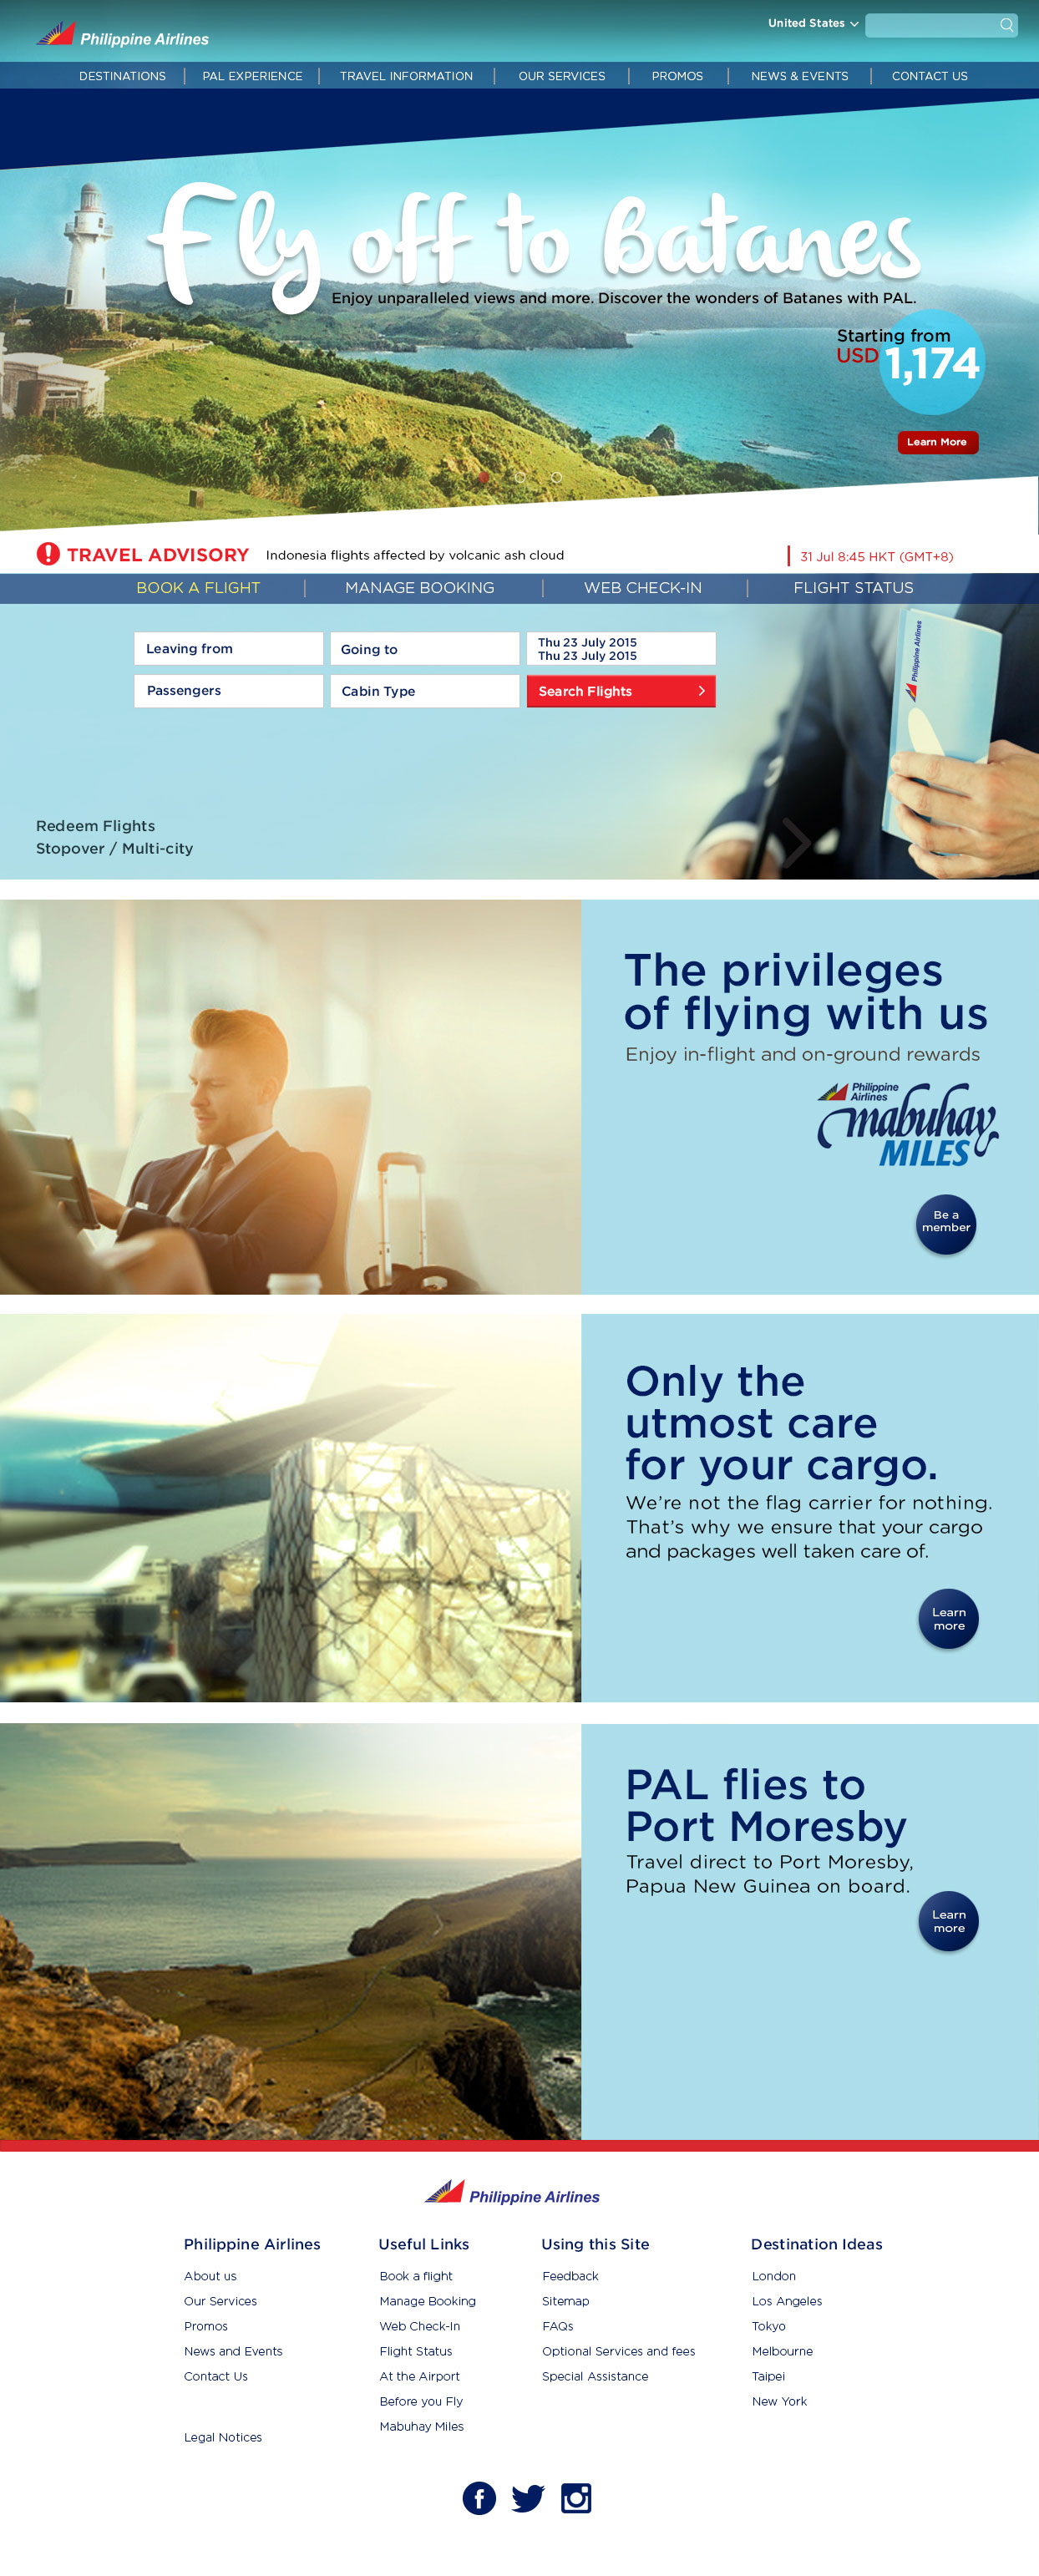 Philippine Airlines
United States
DESTINATIONS
PAL EXPERIENCE
TRAVEL INFORMATION
OUR SERVICES
PROMOS
NEWS & EVENTS
CONTACT US
Fly off to Batanes
Enjoy unparalleled views and more. Discover the wonders of Batanes with PAL.
Starting from
USD 1,174
Learn More
TRAVEL ADVISORY
Indonesia flights affected by volcanic ash cloud
31 Jul 8:45 HKT (GMT+8)
BOOK A FLIGHT
MANAGE BOOKING
WEB CHECK-IN
FLIGHT STATUS
Leaving from
Going to
Thu 23 July 2015
Thu 23 July 2015
Passengers
Cabin Type
Search Flights
Philippine Airlines
Redeem Flights
Stopover / Multi-city
The privileges
of flying with us
Enjoy in-flight and on-ground rewards
Philippine
Airlines
mabuhay
MILES
Be a
member
Only the
utmost care
for your cargo.
We're not the flag carrier for nothing.
That's why we ensure that your cargo
and packages well taken care of.
Learn
more
PAL flies to
Port Moresby
Travel direct to Port Moresby,
Papua New Guinea on board.
Learn
more
Philippine Airlines
Philippine Airlines
About us
Our Services
Promos
News and Events
Contact Us
Legal Notices
Useful Links
Book a flight
Manage Booking
Web Check-In
Flight Status
At the Airport
Before you Fly
Mabuhay Miles
Using this Site
Feedback
Sitemap
FAQs
Optional Services and fees
Special Assistance
Destination Ideas
London
Los Angeles
Tokyo
Melbourne
Taipei
New York